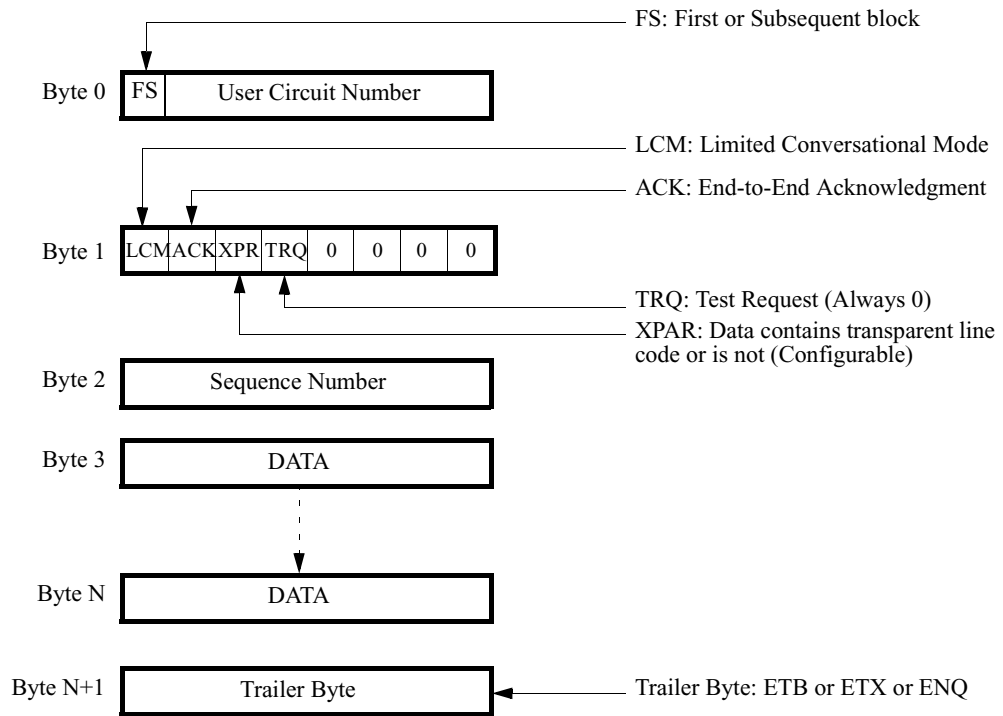 FS: First or Subsequent block
Byte 0 FS User Circuit Number
LCM: Limited Conversational Mode
ACK: End-to-End Acknowledgment
Byte 1 LCM ACK XPR TRQ 0 0 0 0
TRQ: Test Request (Always 0)
XPAR: Data contains transparent line
code or is not (Configurable)
Byte 2 Sequence Number
Byte 3 DATA
Byte N DATA
Byte N+1 Trailer Byte Trailer Byte: ETB or ETX or ENQ